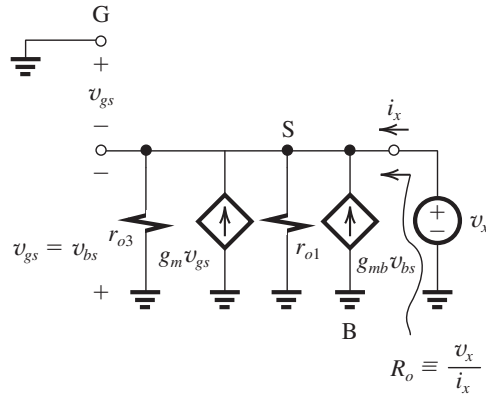 G
+
v_gs
−
S
i_x
−
r_o3
g_m v_gs
r_o1
g_mb v_bs
+
−
v_x
v_gs = v_bs
+
B
R_o ≡ v_x / i_x